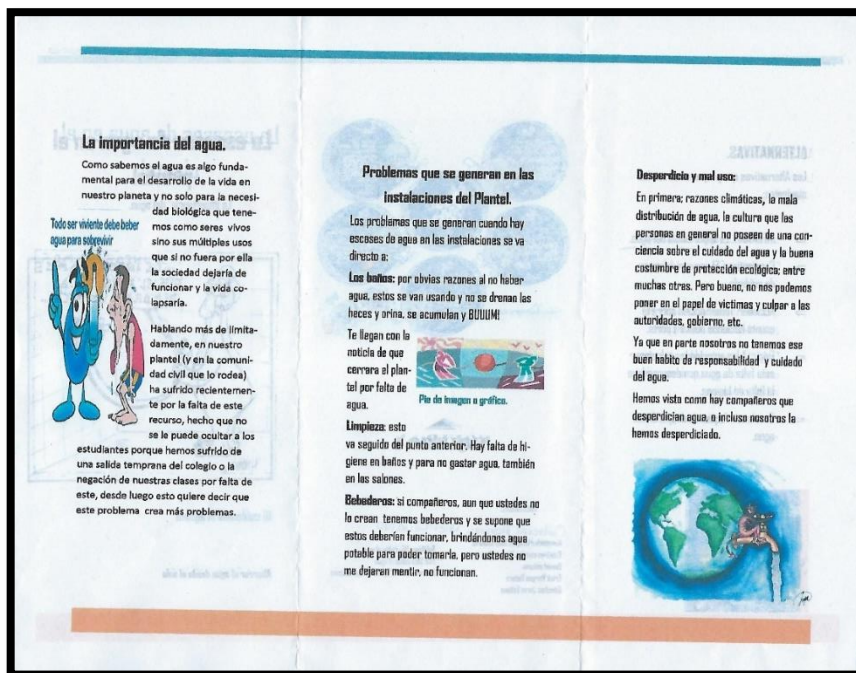 La importancia del agua.
Como sabemos el agua es algo funda-
mental para el desarrollo de la vida en
nuestro planeta y no solo para la necesi-
dad biológica que tene-
mos como seres vivos
sino sus múltiples usos
que si no fuera por ella
la sociedad dejaría de
funcionar y la vida co-
lapsaría.
Todo ser viviente debe beber
agua para sobrevivir
Hablando más de limita-
damente, en nuestro
plantel (y en la comuni-
dad civil que lo rodea)
ha sufrido recientemen-
te por la falta de este
recurso, hecho que no
se le puede ocultar a los
estudiantes porque hemos sufrido de
una salida temprana del colegio o la
negación de nuestras clases por falta de
este, desde luego esto quiere decir que
este problema crea más problemas.
Problemas que se generan en las
instalaciones del Plantel.
Los problemas que se generan cuando hay
escases de agua en las instalaciones se va
directo a:
Los baños: por obvias razones al no haber
agua, estos se van usando y no se drenan las
heces y orina, se acumulan y BUUUM!
Te llegan con la
noticia de que
cerrara el plan-
tel por falta de
agua.
Pie de imagen o gráfico.
Limpieza: esto
va seguido del punto anterior. Hay falta de hi-
giene en baños y para no gastar agua, también
en las salones.
Bebederos: si compañeros, aun que ustedes no
lo crean tenemos bebederos y se supone que
estos deberían funcionar, brindándonos agua
potable para poder tomarla, pero ustedes no
me dejaran mentir, no funcionan.
Desperdicio y mal uso:
En primera; razones climáticas, la mala
distribución de agua, la cultura que las
personas en general no poseen de una con-
ciencia sobre el cuidado del agua y la buena
costumbre de protección ecológica; entre
muchas otras. Pero bueno, no nos podemos
poner en el papel de victimas y culpar a las
autoridades, gobierno, etc.
Ya que en parte nosotros no tenemos ese
buen habito de responsabilidad y cuidado
del agua.
Hemos visto como hay compañeros que
desperdician agua, o incluso nosotros la
hemos desperdiciado.